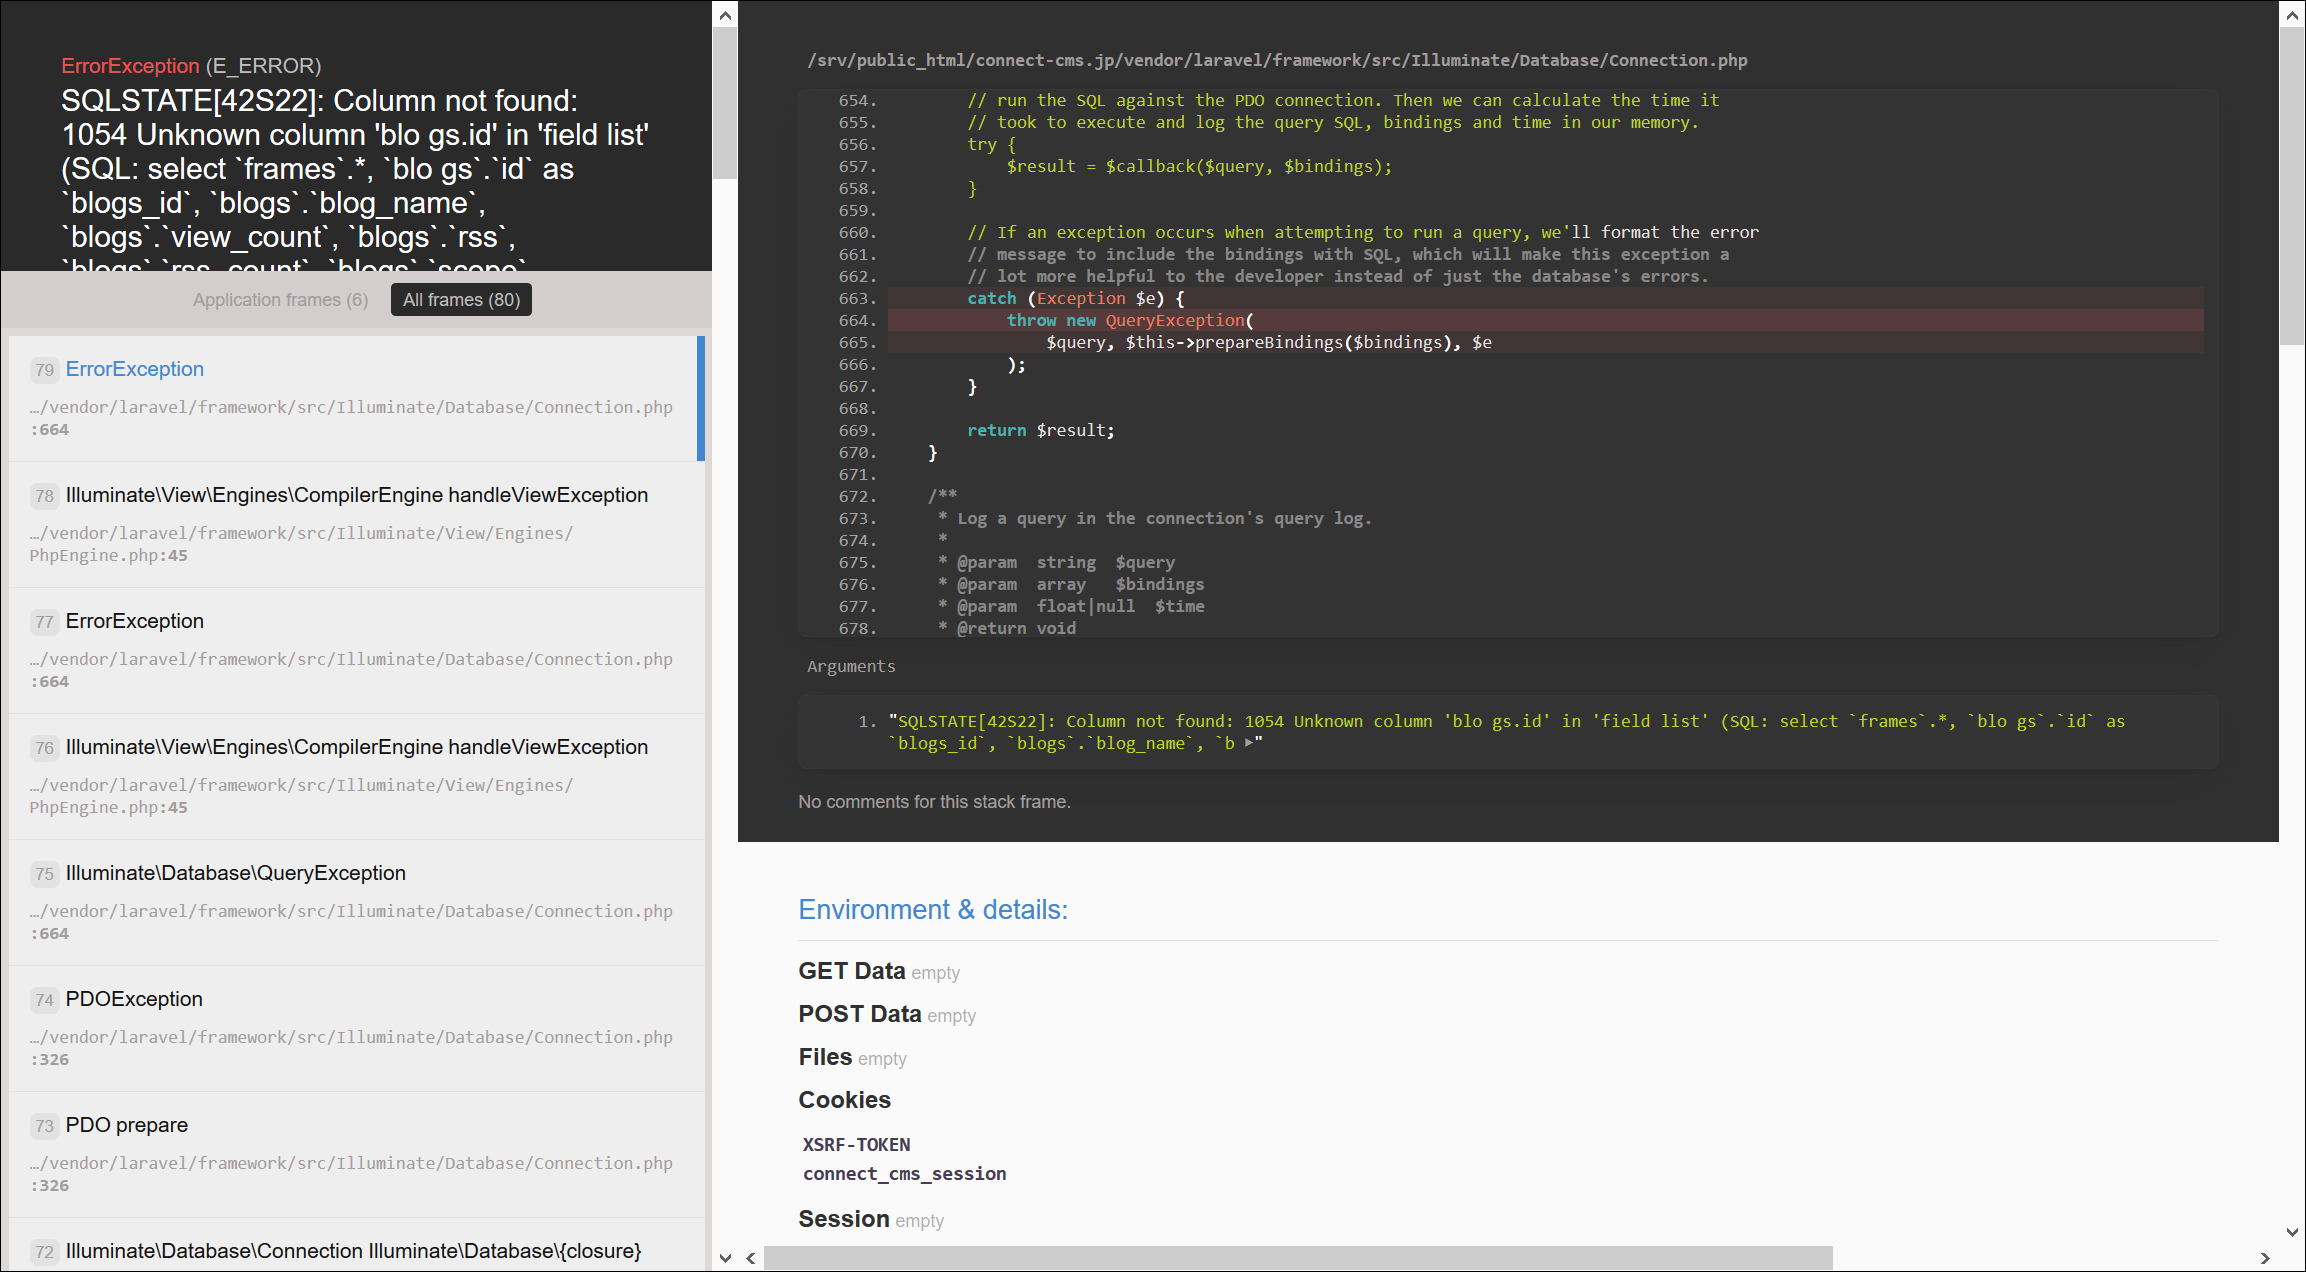 ErrorException (E_ERROR)
SQLSTATE[42S22]: Column not found:
1054 Unknown column 'blo gs.id' in 'field list'
(SQL: select `frames`.*, `blo gs`.`id` as
`blogs_id`, `blogs`.`blog_name`,
`blogs`.`view_count`, `blogs`.`rss`,
`blogs`.`rss_count`, `blogs`.`scope`,
Application frames (6) All frames (80)
79 ErrorException
…/vendor/laravel/framework/src/Illuminate/Database/Connection.php
:664
78 Illuminate\View\Engines\CompilerEngine handleViewException
…/vendor/laravel/framework/src/Illuminate/View/Engines/
PhpEngine.php:45
77 ErrorException
…/vendor/laravel/framework/src/Illuminate/Database/Connection.php
:664
76 Illuminate\View\Engines\CompilerEngine handleViewException
…/vendor/laravel/framework/src/Illuminate/View/Engines/
PhpEngine.php:45
75 Illuminate\Database\QueryException
…/vendor/laravel/framework/src/Illuminate/Database/Connection.php
:664
74 PDOException
…/vendor/laravel/framework/src/Illuminate/Database/Connection.php
:326
73 PDO prepare
…/vendor/laravel/framework/src/Illuminate/Database/Connection.php
:326
72 Illuminate\Database\Connection Illuminate\Database\{closure}
/srv/public_html/connect-cms.jp/vendor/laravel/framework/src/Illuminate/Database/Connection.php
654. // run the SQL against the PDO connection. Then we can calculate the time it
655. // took to execute and log the query SQL, bindings and time in our memory.
656. try {
657. $result = $callback($query, $bindings);
658. }
659.
660. // If an exception occurs when attempting to run a query, we'll format the error
661. // message to include the bindings with SQL, which will make this exception a
662. // lot more helpful to the developer instead of just the database's errors.
663. catch (Exception $e) {
664. throw new QueryException(
665. $query, $this->prepareBindings($bindings), $e
666. );
667. }
668.
669. return $result;
670. }
671.
672. /**
673. * Log a query in the connection's query log.
674. *
675. * @param  string  $query
676. * @param  array   $bindings
677. * @param  float|null  $time
678. * @return void
Arguments
1. "SQLSTATE[42S22]: Column not found: 1054 Unknown column 'blo gs.id' in 'field list' (SQL: select `frames`.*, `blo gs`.`id` as
`blogs_id`, `blogs`.`blog_name`, `b ▸"
No comments for this stack frame.
Environment & details:
GET Data empty
POST Data empty
Files empty
Cookies
XSRF-TOKEN
connect_cms_session
Session empty